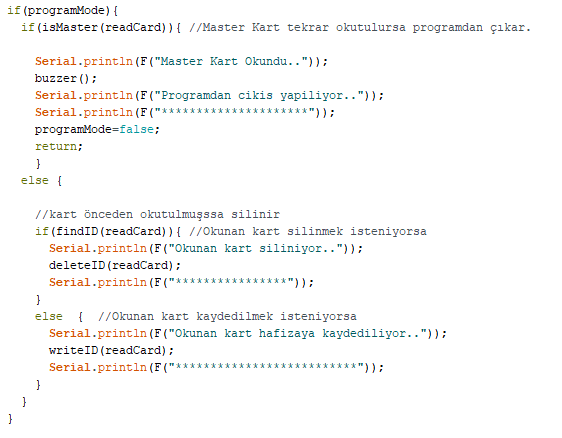 if(programMode){
if(isMaster(readCard)){ //Master Kart tekrar okutulursa programdan çıkar.
Serial.println(F("Master Kart Okundu.."));
buzzer();
Serial.println(F("Programdan cikis yapiliyor.."));
Serial.println(F("*********************"));
programMode=false;
return;
}
else {
//kart önceden okutulmuşssa silinir
if(findID(readCard)){ //Okunan kart silinmek isteniyorsa
Serial.println(F("Okunan kart siliniyor.."));
deleteID(readCard);
Serial.println(F("****************"));
}
else  {  //Okunan kart kaydedilmek isteniyorsa
Serial.println(F("Okunan kart hafizaya kaydediliyor.."));
writeID(readCard);
Serial.println(F("**************************"));
}
}
}